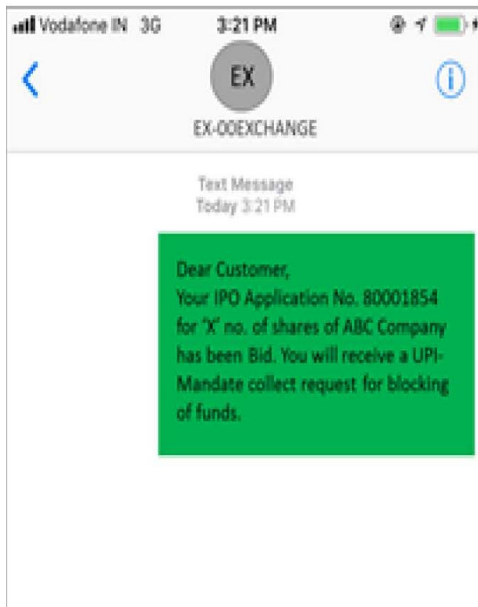 Vodafone IN 3G 3:21 PM
EX
EX-00EXCHANGE
Text Message
Today 3:21 PM
Dear Customer,
Your IPO Application No. 80001854
for 'X' no. of shares of ABC Company
has been Bid. You will receive a UPI-
Mandate collect request for blocking
of funds.